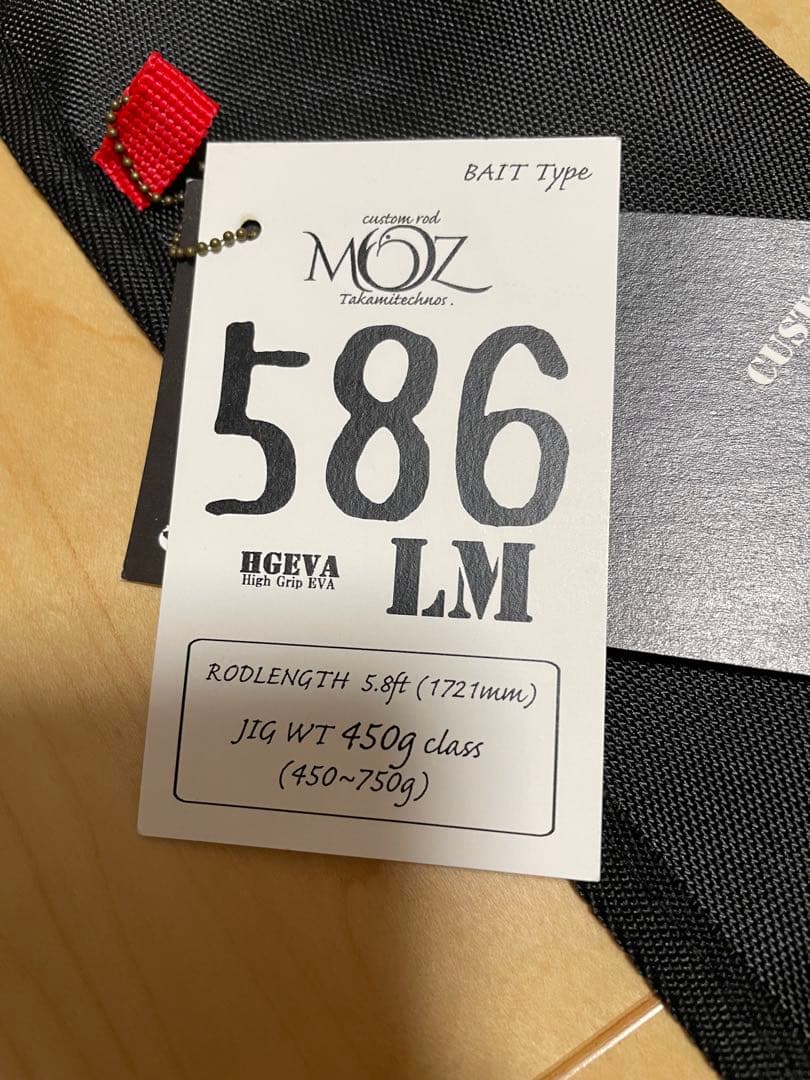 BAIT Type
custom rod
MOZ
Takamitechnos.
586
HGEVA
High Grip EVA
LM
RODLENGTH 5.8ft (1721mm)
JIG WT 450g class
(450~750g)
CUST